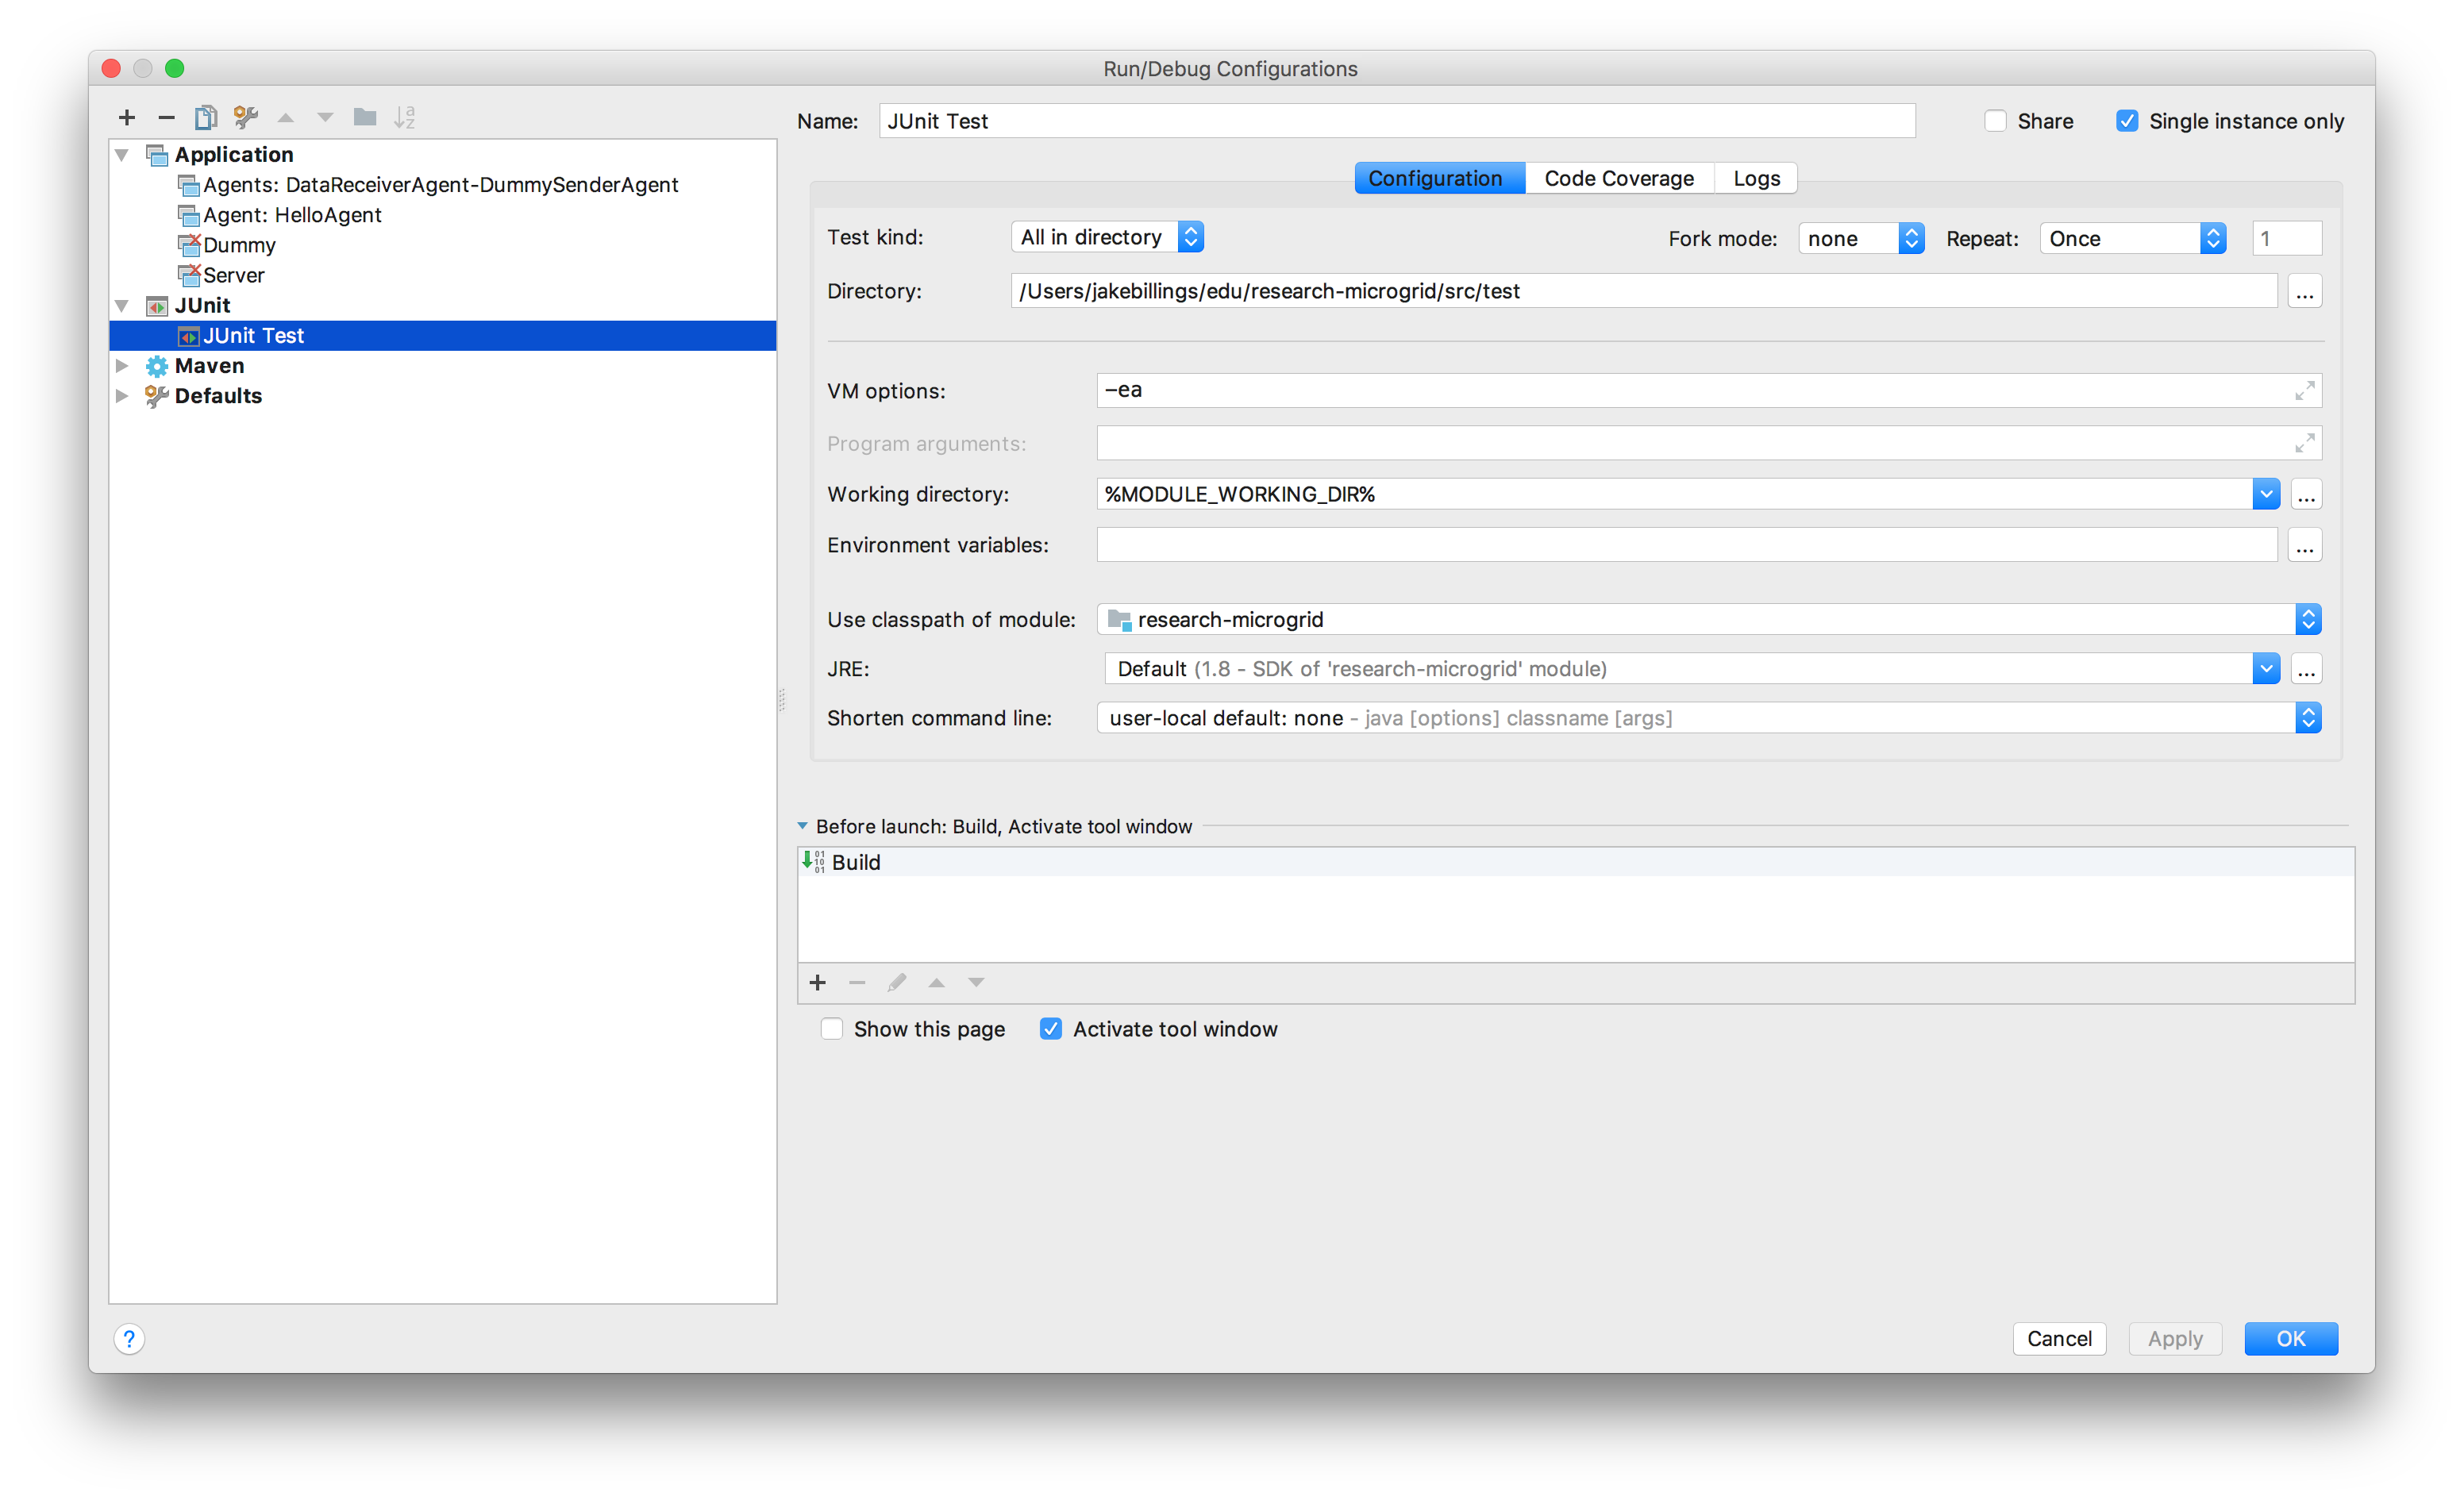 Run/Debug Configurations
Name: JUnit Test Share Single instance only
Application
Agents: DataReceiverAgent-DummySenderAgent
Agent: HelloAgent
Dummy
Server
JUnit
JUnit Test
Maven
Defaults
Configuration Code Coverage Logs
Test kind: All in directory Fork mode: none Repeat: Once 1
Directory: /Users/jakebillings/edu/research-microgrid/src/test ...
VM options: -ea
Program arguments:
Working directory: %MODULE_WORKING_DIR% ...
Environment variables: ...
Use classpath of module: research-microgrid
JRE: Default (1.8 - SDK of 'research-microgrid' module) ...
Shorten command line: user-local default: none - java [options] classname [args]
Before launch: Build, Activate tool window
Build
Show this page Activate tool window
? Cancel Apply OK